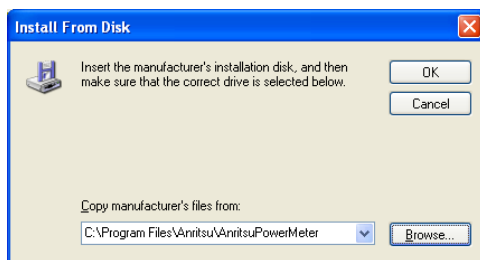 Install From Disk
Insert the manufacturer's installation disk, and then
make sure that the correct drive is selected below.
OK
Cancel
Copy manufacturer's files from:
C:\Program Files\Anritsu\AnritsuPowerMeter
Browse...